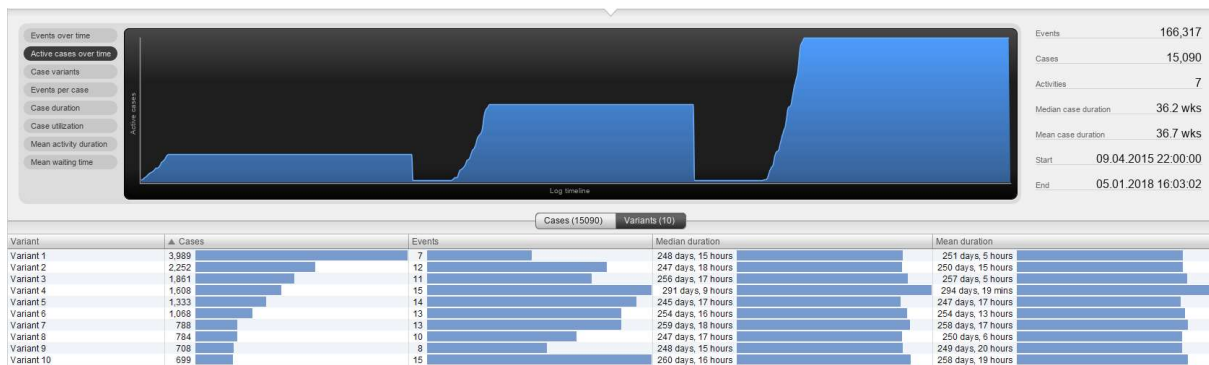 Events over time
Active cases over time
Case variants
Events per case
Case duration
Case utilization
Mean activity duration
Mean waiting time
Active cases
Log timeline
Events 166,317
Cases 15,090
Activities 7
Median case duration 36.2 wks
Mean case duration 36.7 wks
Start 09.04.2015 22:00:00
End 05.01.2018 16:03:02
Cases (15090) Variants (10)
Variant Cases Events Median duration Mean duration
Variant 1 3,989 7 248 days, 15 hours 251 days, 5 hours
Variant 2 2,252 12 247 days, 18 hours 250 days, 15 hours
Variant 3 1,861 11 256 days, 17 hours 257 days, 5 hours
Variant 4 1,608 15 291 days, 9 hours 294 days, 19 mins
Variant 5 1,333 14 245 days, 17 hours 247 days, 17 hours
Variant 6 1,068 13 254 days, 16 hours 254 days, 13 hours
Variant 7 788 13 259 days, 18 hours 258 days, 17 hours
Variant 8 784 10 247 days, 17 hours 250 days, 6 hours
Variant 9 708 8 248 days, 15 hours 249 days, 20 hours
Variant 10 699 15 260 days, 16 hours 258 days, 19 hours